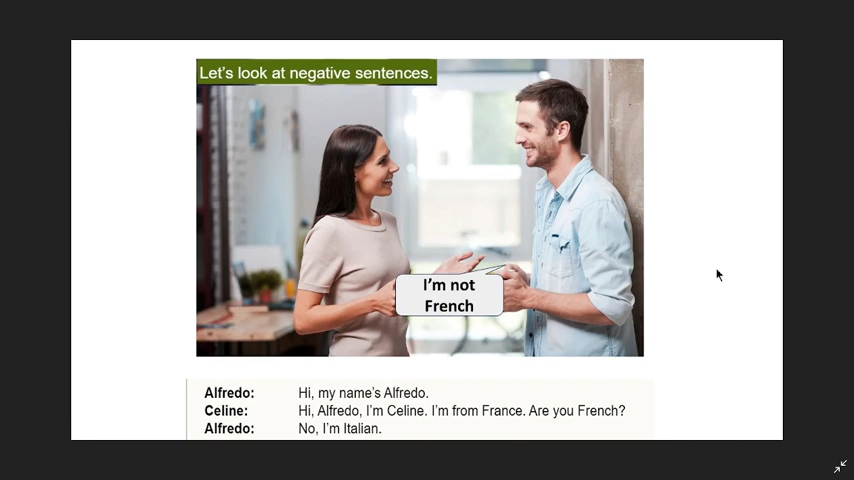 Let's look at negative sentences.
I'm not
French
Alfredo: Hi, my name's Alfredo.
Celine: Hi, Alfredo, I'm Celine. I'm from France. Are you French?
Alfredo: No, I'm Italian.